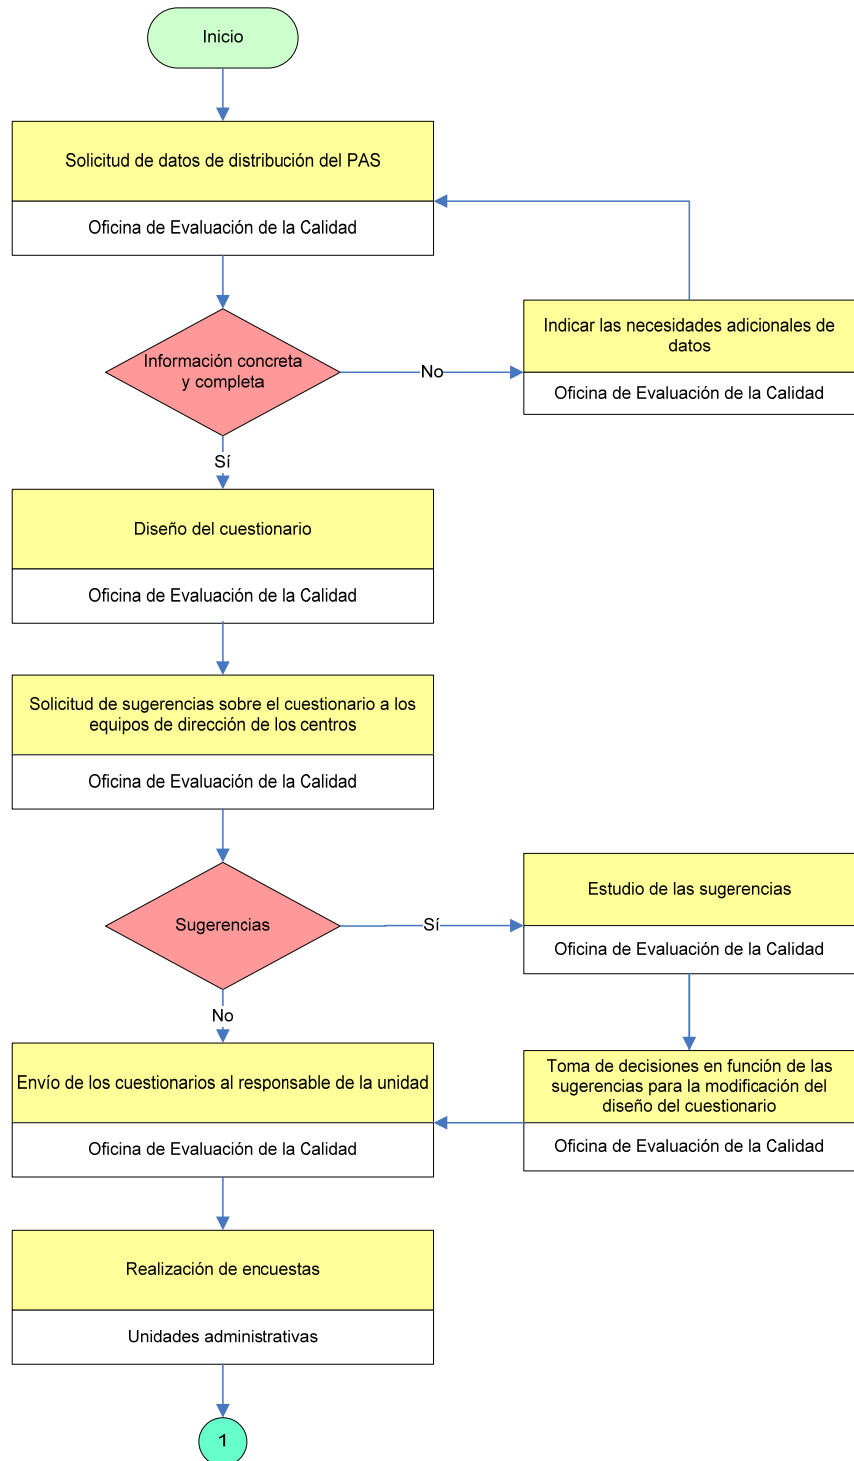 Inicio
Solicitud de datos de distribución del PAS
Oficina de Evaluación de la Calidad
Información concreta
y completa
No
Indicar las necesidades adicionales de
datos
Oficina de Evaluación de la Calidad
Sí
Diseño del cuestionario
Oficina de Evaluación de la Calidad
Solicitud de sugerencias sobre el cuestionario a los
equipos de dirección de los centros
Oficina de Evaluación de la Calidad
Sugerencias
Sí
Estudio de las sugerencias
Oficina de Evaluación de la Calidad
No
Toma de decisiones en función de las
sugerencias para la modificación del
diseño del cuestionario
Oficina de Evaluación de la Calidad
Envío de los cuestionarios al responsable de la unidad
Oficina de Evaluación de la Calidad
Realización de encuestas
Unidades administrativas
1